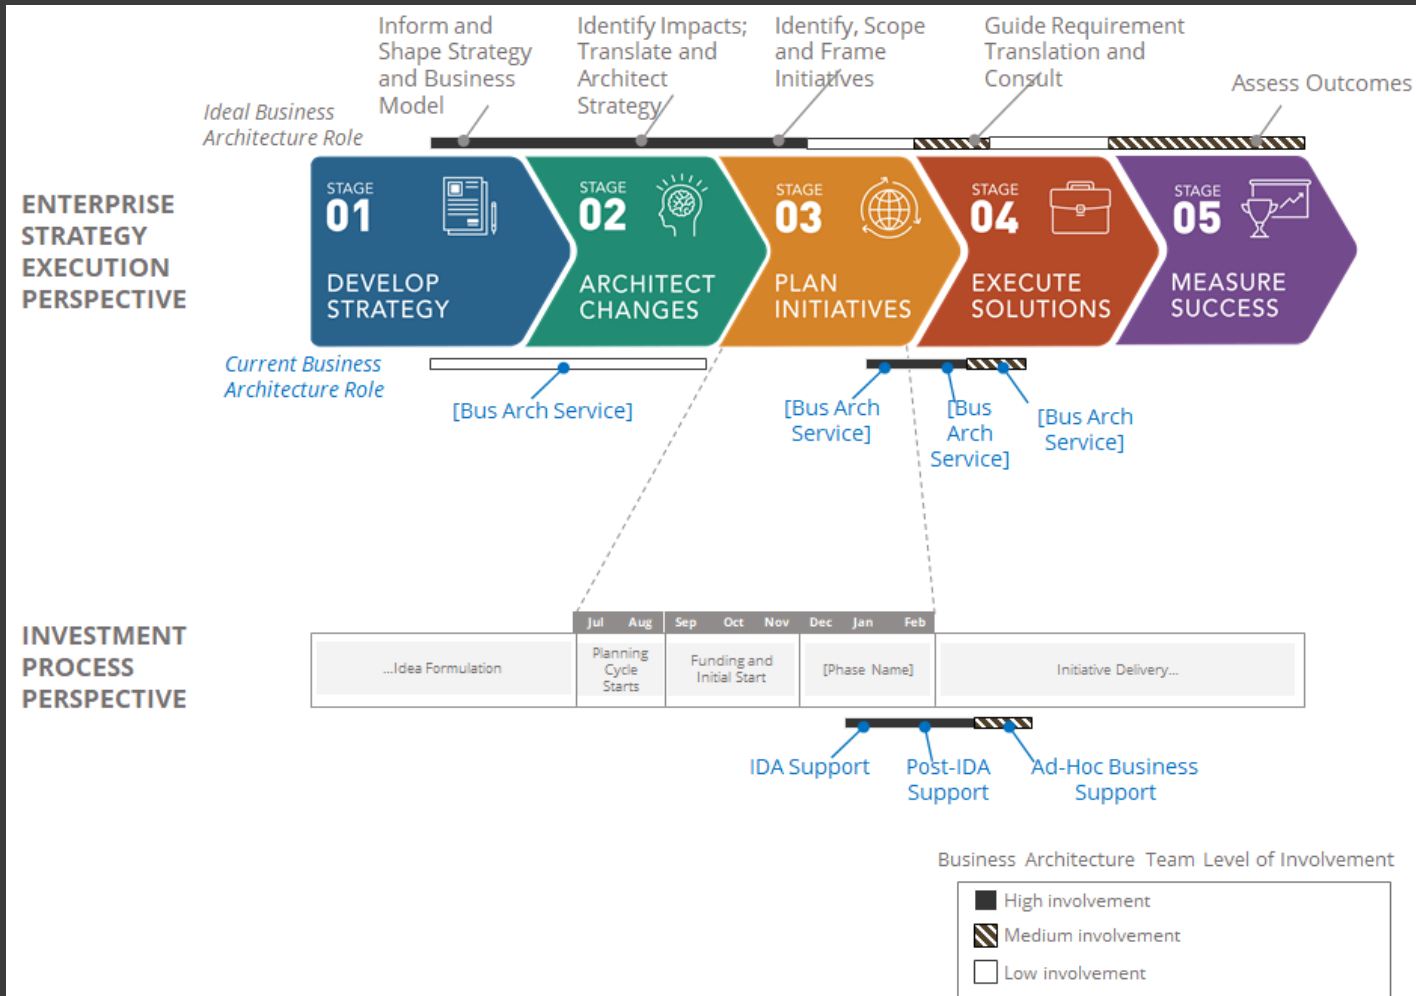 Inform and
Shape Strategy
and Business
Model
Identify Impacts;
Translate and
Architect
Strategy
Identify, Scope
and Frame
Initiatives
Guide Requirement
Translation and
Consult
Assess Outcomes
Ideal Business
Architecture Role
ENTERPRISE
STRATEGY
EXECUTION
PERSPECTIVE
STAGE
01
DEVELOP
STRATEGY
STAGE
02
ARCHITECT
CHANGES
STAGE
03
PLAN
INITIATIVES
STAGE
04
EXECUTE
SOLUTIONS
STAGE
05
MEASURE
SUCCESS
Current Business
Architecture Role
[Bus Arch Service]
[Bus Arch
Service]
[Bus
Arch
Service]
[Bus Arch
Service]
INVESTMENT
PROCESS
PERSPECTIVE
Jul Aug Sep Oct Nov Dec Jan Feb
...Idea Formulation
Planning
Cycle
Starts
Funding and
Initial Start
[Phase Name]
Initiative Delivery...
IDA Support
Post-IDA
Support
Ad-Hoc Business
Support
Business Architecture Team Level of Involvement
High involvement
Medium involvement
Low involvement